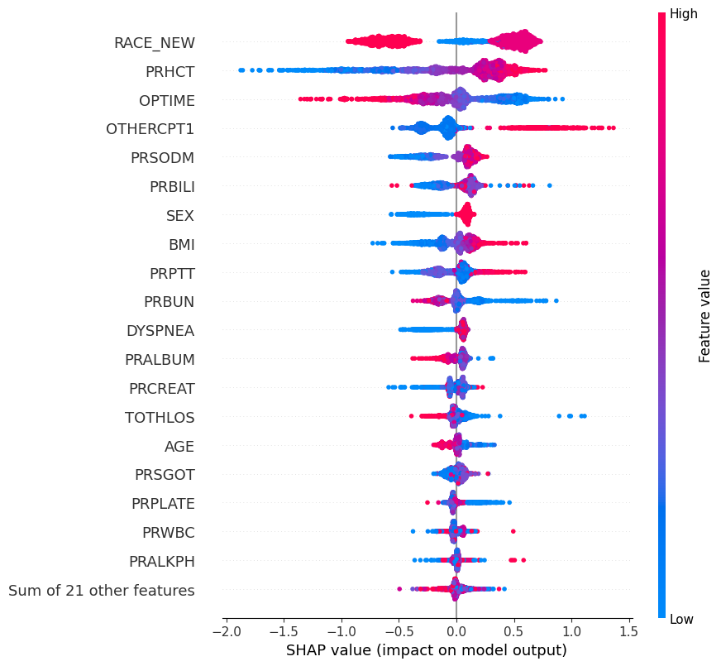 High
RACE_NEW
PRHCT
OPTIME
OTHERCPT1
PRSODM
PRBILI
SEX
BMI
PRPTT
PRBUN
DYSPNEA
PRALBUM
PRCREAT
TOTHLOS
AGE
PRSGOT
PRPLATE
PRWBC
PRALKPH
Sum of 21 other features
Feature value
Low
−2.0 −1.5 −1.0 −0.5 0.0 0.5 1.0 1.5
SHAP value (impact on model output)